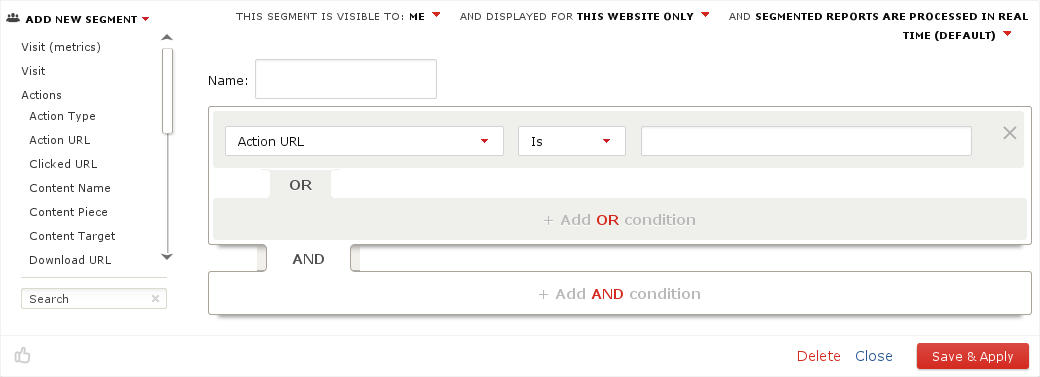 ADD NEW SEGMENT
THIS SEGMENT IS VISIBLE TO: ME AND DISPLAYED FOR THIS WEBSITE ONLY AND SEGMENTED REPORTS ARE PROCESSED IN REAL
TIME (DEFAULT)
Visit (metrics)
Visit
Actions
Action Type
Action URL
Clicked URL
Content Name
Content Piece
Content Target
Download URL
Search
Name:
Action URL Is
OR
+ Add OR condition
AND
+ Add AND condition
Delete Close Save & Apply